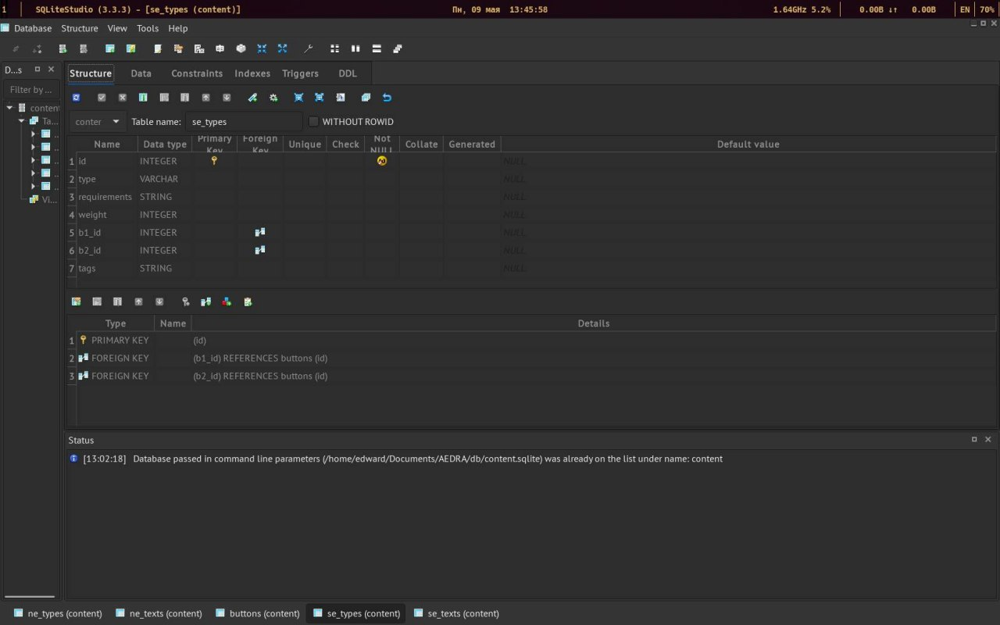 1 SQLiteStudio (3.3.3) - [se_types (content)] Пн, 09 мая 13:45:58 1.64GHz 5.2% 0.00B ↓↑ 0.00B EN 70%
Database Structure View Tools Help
D...s
Filter by ...
content
Ta...
..
..
..
..
..
Vi...
Structure Data Constraints Indexes Triggers DDL
conter Table name: se_types WITHOUT ROWID
Name Data type Primary Key Foreign Key Unique Check Not NULL Collate Generated Default value
1 id INTEGER NULL
2 type VARCHAR NULL
3 requirements STRING NULL
4 weight INTEGER NULL
5 b1_id INTEGER NULL
6 b2_id INTEGER NULL
7 tags STRING NULL
Type Name Details
1 PRIMARY KEY (id)
2 FOREIGN KEY (b1_id) REFERENCES buttons (id)
3 FOREIGN KEY (b2_id) REFERENCES buttons (id)
Status
[13:02:18] Database passed in command line parameters (/home/edward/Documents/AEDRA/db/content.sqlite) was already on the list under name: content
ne_types (content) ne_texts (content) buttons (content) se_types (content) se_texts (content)